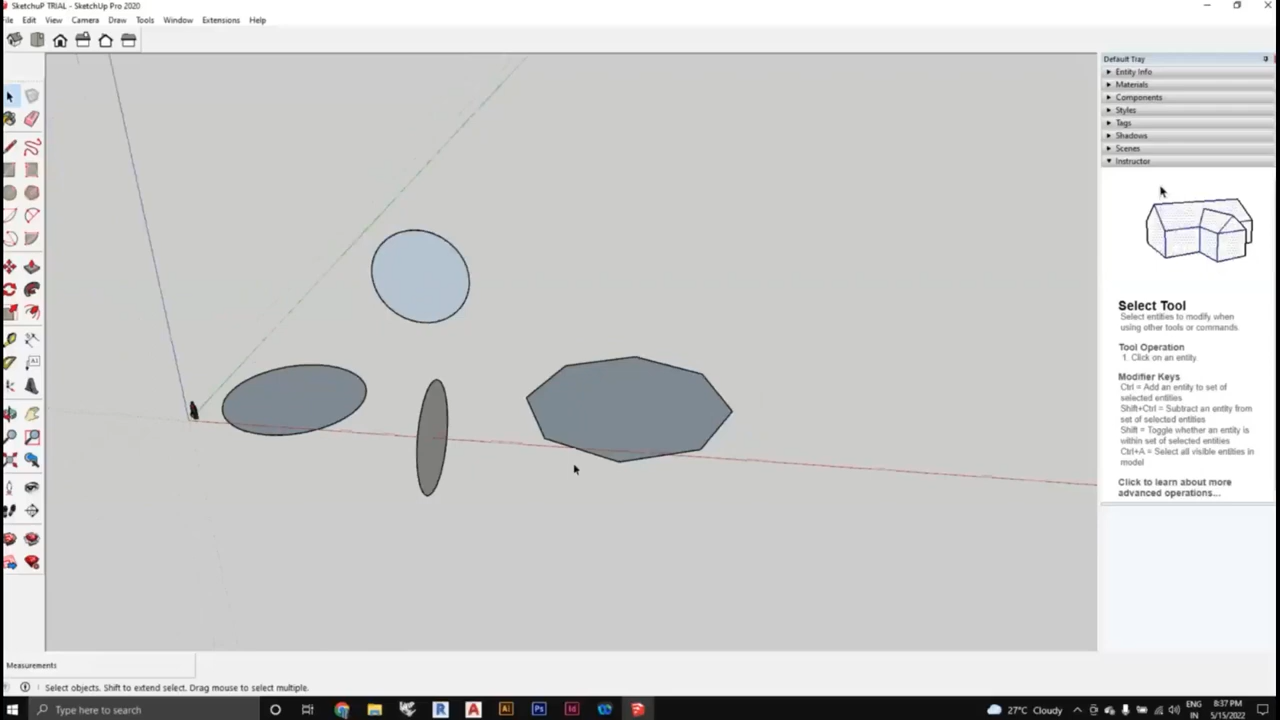 SketchuP TRIAL - SketchUp Pro 2020
File Edit View Camera Draw Tools Window Extensions Help
Default Tray
Entity Info
Materials
Components
Styles
Tags
Shadows
Scenes
Instructor
Select Tool
Select entities to modify when
using other tools or commands.
Tool Operation
1. Click on an entity.
Modifier Keys
Ctrl = Add an entity to set of
selected entities
Shift+Ctrl = Subtract an entity from
set of selected entities
Shift = Toggle whether an entity is
within set of selected entities
Ctrl+A = Select all visible entities in
model
Click to learn about more
advanced operations...
Measurements
Select objects. Shift to extend select. Drag mouse to select multiple.
Type here to search
R A Ai Ps Id
27°C Cloudy
ENG
IN
8:37 PM
5/15/2022